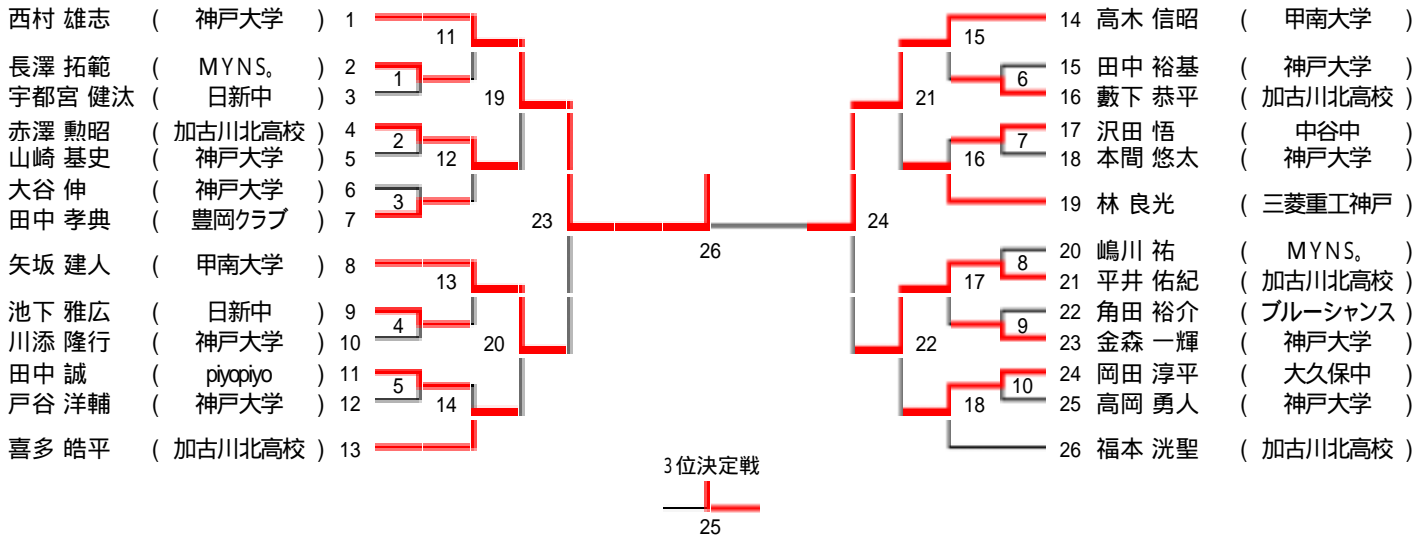 西村 雄志 ( 神戸大学 ) 1
長澤 拓範 ( MYNS。 ) 2
宇都宮 健汰 ( 日新中 ) 3
赤澤 勲昭 ( 加古川北高校 ) 4
山崎 基史 ( 神戸大学 ) 5
大谷 伸 ( 神戸大学 ) 6
田中 孝典 ( 豊岡クラブ ) 7
矢坂 建人 ( 甲南大学 ) 8
池下 雅広 ( 日新中 ) 9
川添 隆行 ( 神戸大学 ) 10
田中 誠 ( piyopiyo ) 11
戸谷 洋輔 ( 神戸大学 ) 12
喜多 皓平 ( 加古川北高校 ) 13
11
1
19
2
12
3
23
13
4
20
5
14
26
15
6
21
7
16
24
8
17
9
22
10
18
14 高木 信昭 ( 甲南大学 )
15 田中 裕基 ( 神戸大学 )
16 藪下 恭平 ( 加古川北高校 )
17 沢田 悟 ( 中谷中 )
18 本間 悠太 ( 神戸大学 )
19 林 良光 ( 三菱重工神戸 )
20 嶋川 祐 ( MYNS。 )
21 平井 佑紀 ( 加古川北高校 )
22 角田 裕介 ( ブルーシャンス )
23 金森 一輝 ( 神戸大学 )
24 岡田 淳平 ( 大久保中 )
25 高岡 勇人 ( 神戸大学 )
26 福本 洸聖 ( 加古川北高校 )
3位決定戦
25